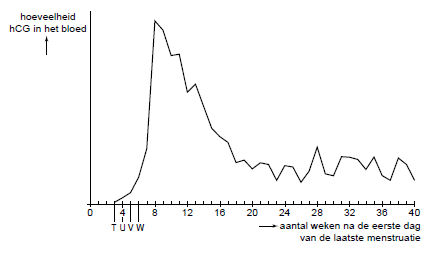 hoeveelheid
hCG in het bloed
0 4 8 12 16 20 24 28 32 36 40
T U V W
aantal weken na de eerste dag
van de laatste menstruatie